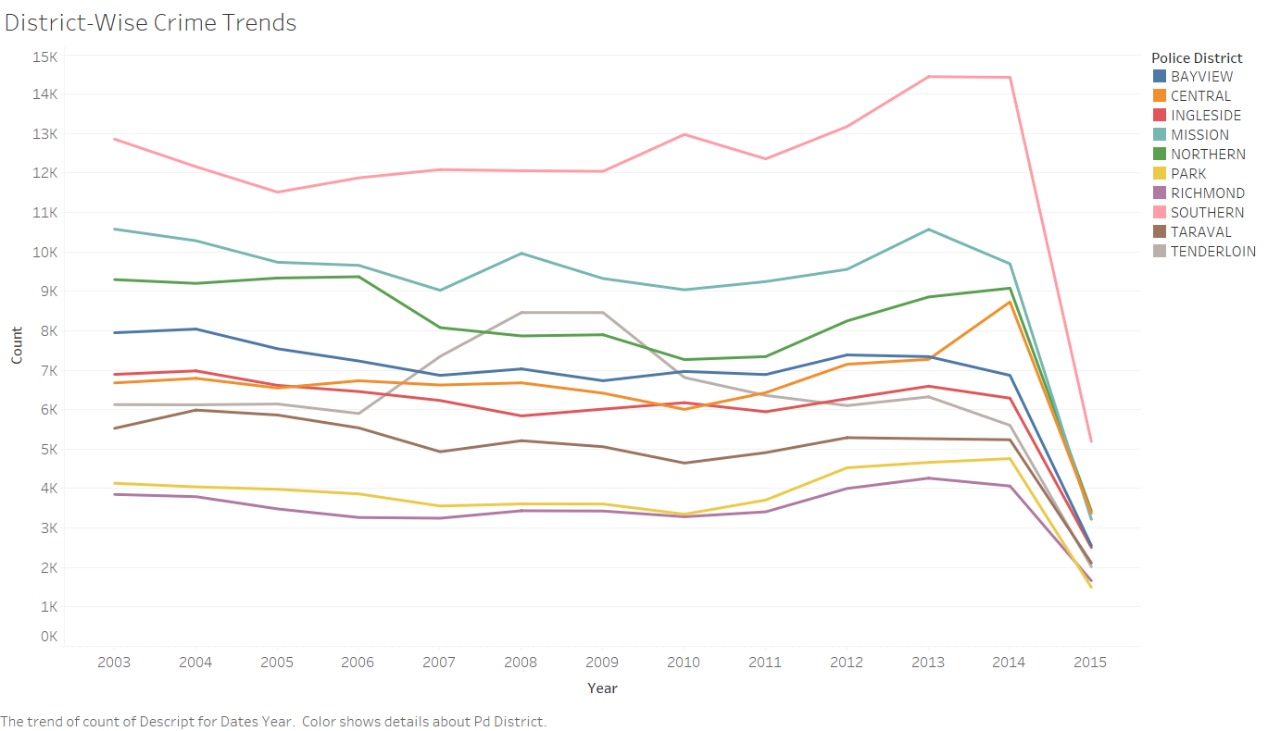 District-Wise Crime Trends
15K
14K
13K
12K
11K
10K
9K
8K
7K
6K
5K
4K
3K
2K
1K
0K
Count
2003 2004 2005 2006 2007 2008 2009 2010 2011 2012 2013 2014 2015
Year
Police District
BAYVIEW
CENTRAL
INGLESIDE
MISSION
NORTHERN
PARK
RICHMOND
SOUTHERN
TARAVAL
TENDERLOIN
The trend of count of Descript for Dates Year. Color shows details about Pd District.